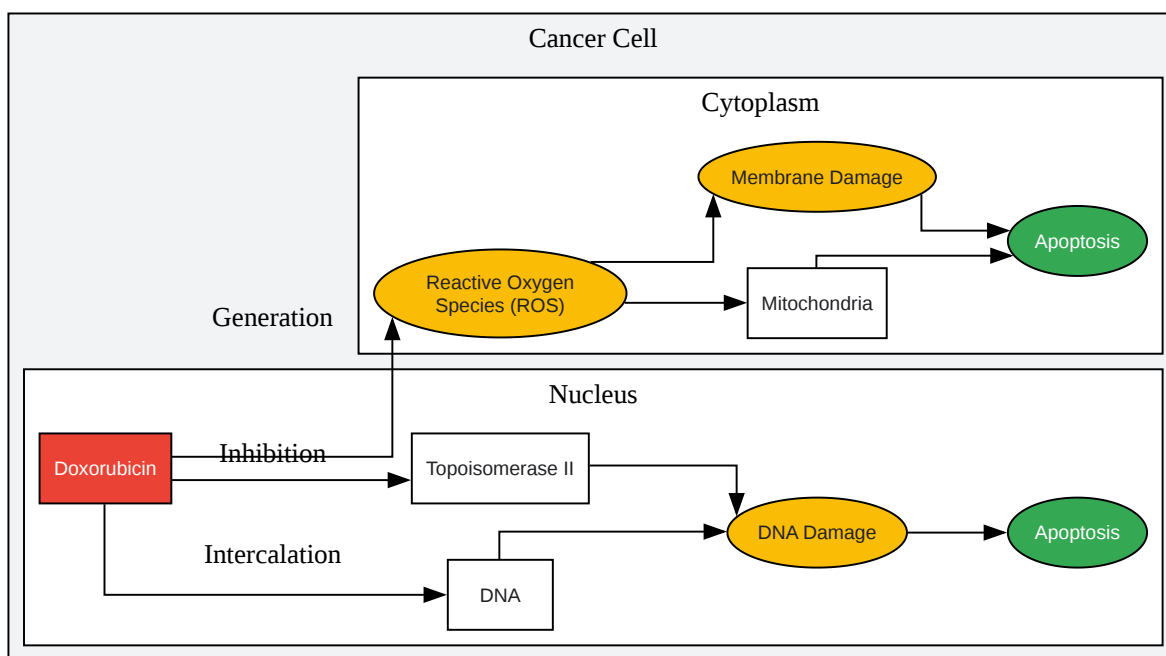 Cancer Cell
Cytoplasm
Membrane Damage
Apoptosis
Reactive Oxygen
Species (ROS)
Mitochondria
Generation
Nucleus
Doxorubicin
Inhibition
Topoisomerase II
DNA Damage
Apoptosis
Intercalation
DNA